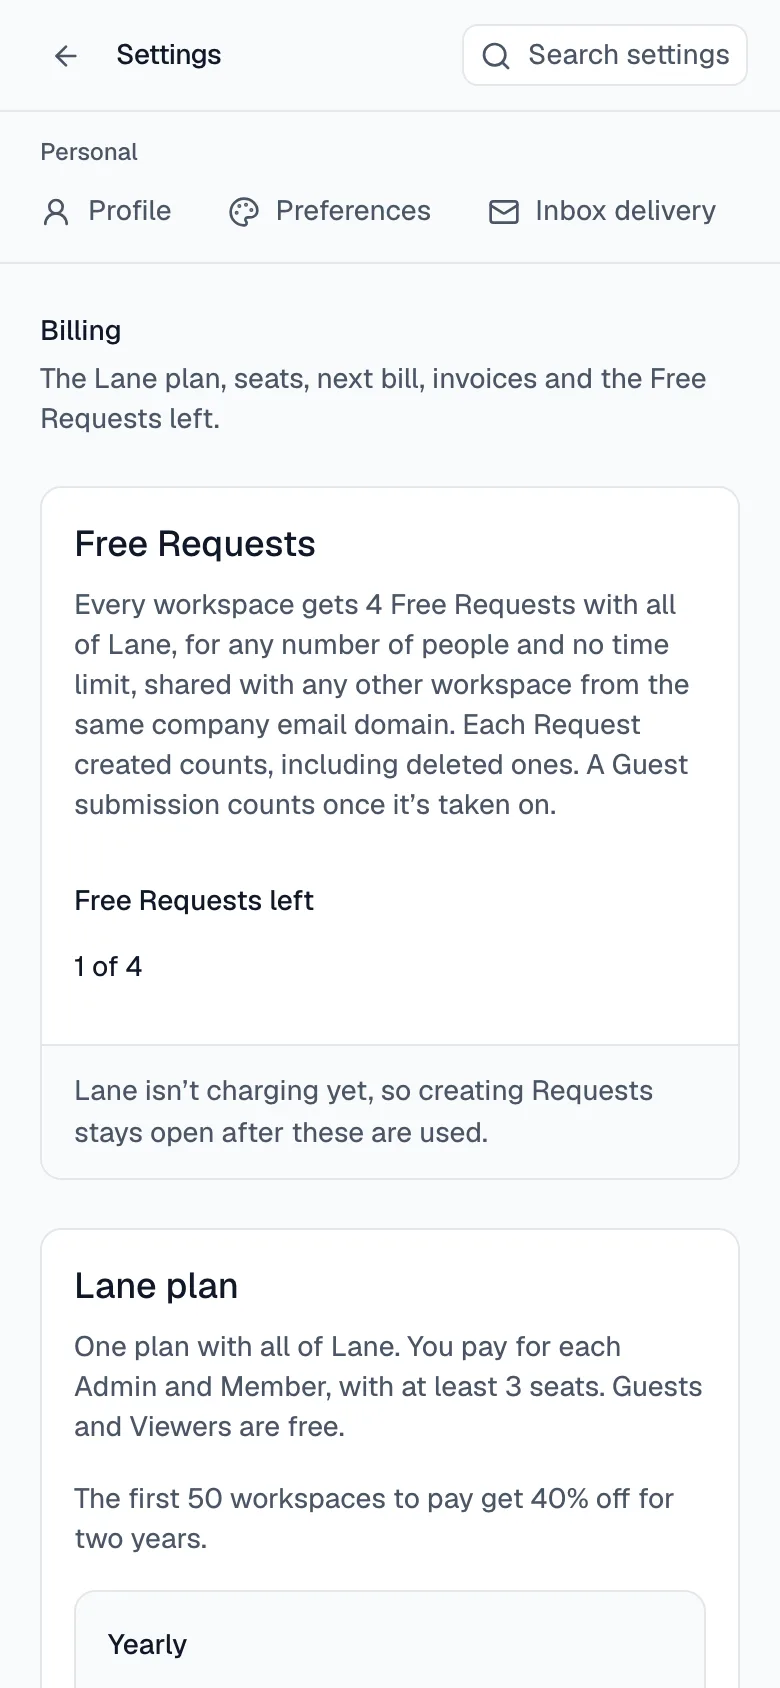 Settings
Search settings
Personal
Profile
Preferences
Inbox delivery
Billing
The Lane plan, seats, next bill, invoices and the Free
Requests left.
Free Requests
Every workspace gets 4 Free Requests with all
of Lane, for any number of people and no time
limit, shared with any other workspace from the
same company email domain. Each Request
created counts, including deleted ones. A Guest
submission counts once it’s taken on.
Free Requests left
1 of 4
Lane isn’t charging yet, so creating Requests
stays open after these are used.
Lane plan
One plan with all of Lane. You pay for each
Admin and Member, with at least 3 seats. Guests
and Viewers are free.
The first 50 workspaces to pay get 40% off for
two years.
Yearly